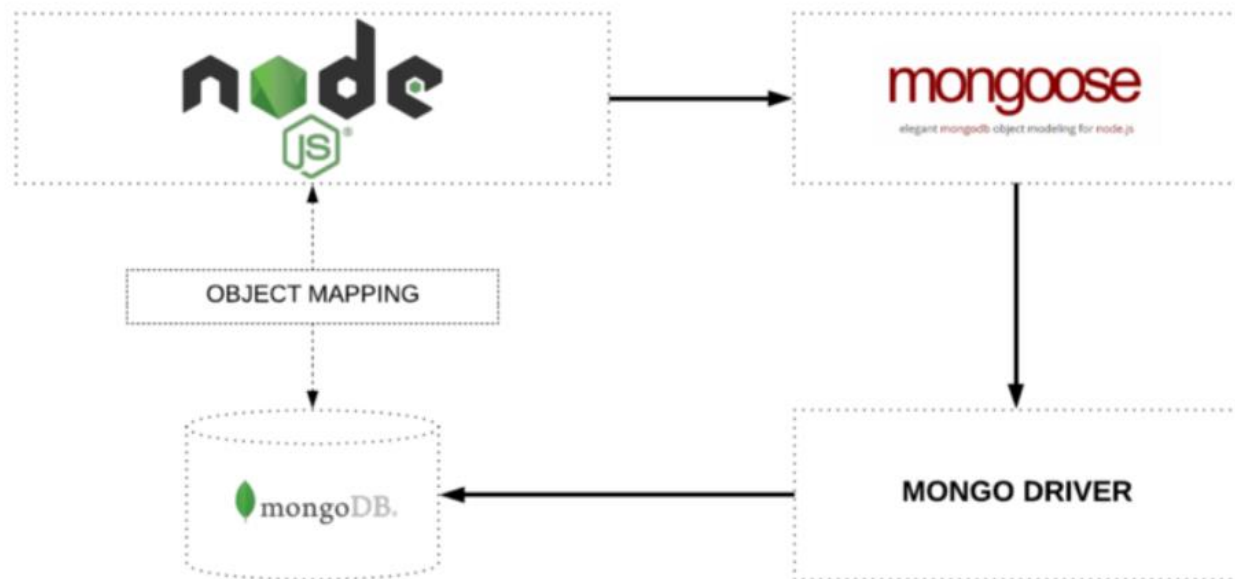 node
JS®
mongoose
elegant mongodb object modeling for node.js
OBJECT MAPPING
mongoDB.
MONGO DRIVER